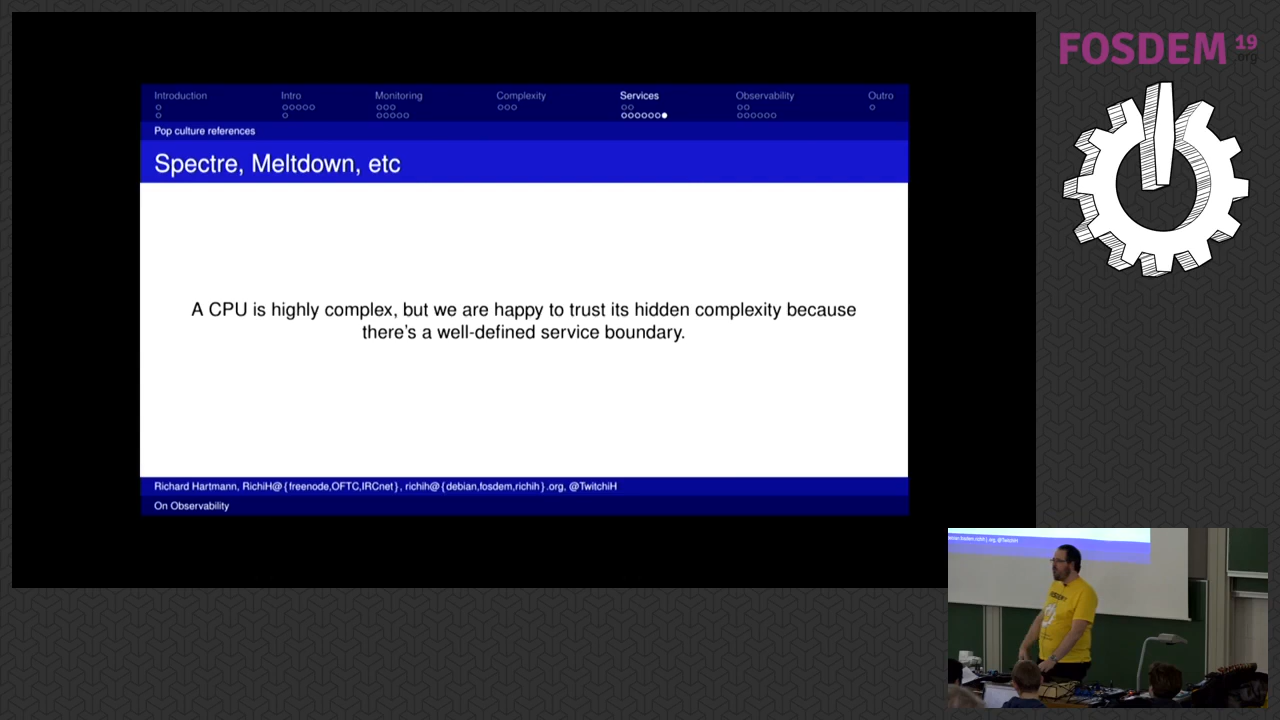 FOSDEM 19
.org
Introduction Intro Monitoring Complexity Services Observability Outro
Pop culture references
Spectre, Meltdown, etc
A CPU is highly complex, but we are happy to trust its hidden complexity because
there's a well-defined service boundary.
Richard Hartmann, RichiH@{freenode,OFTC,IRCnet}, richih@{debian,fosdem,richih}.org, @TwitchiH
On Observability